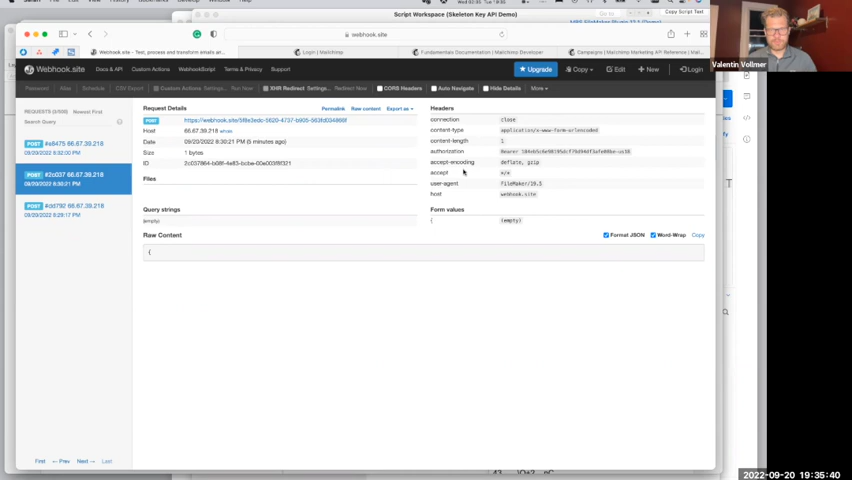 Script Workspace (Skeleton Key API Demo)
Copy Script Text
webhook.site
Webhook.site - Test, process and transform emails an...
Login | Mailchimp
Fundamentals Documentation | Mailchimp Developer
Campaigns | Mailchimp Marketing API Reference | Mai...
Valentin Vollmer
Webhook.site
Docs & API
Custom Actions
WebhookScript
Terms & Privacy
Support
Upgrade
Copy
Edit
New
Login
Password
Alias
Schedule
CSV Export
Custom Actions
Settings...
Run Now
XHR Redirect
Settings...
Redirect Now
CORS Headers
Auto Navigate
Hide Details
More
REQUESTS (3/500)
Newest First
Search Query
POST #e8475 66.67.39.218
09/20/2022 8:32:00 PM
POST #2c037 66.67.39.218
09/20/2022 8:30:21 PM
POST #dd792 66.67.39.218
09/20/2022 8:29:17 PM
First
← Prev
Next →
Last
Request Details
Permalink
Raw content
Export as
POST
Host
66.67.39.218 whois
Date
09/20/2022 8:30:21 PM (5 minutes ago)
Size
1 bytes
ID
Files
Query strings
(empty)
Headers
connection
close
content-type
application/x-www-form-urlencoded
content-length
1
authorization
accept-encoding
deflate, gzip
accept
*/*
user-agent
FileMaker/19.5
host
webhook.site
Form values
{
(empty)
Raw Content
Format JSON
Word-Wrap
Copy
{
2022-09-20 19:35:40